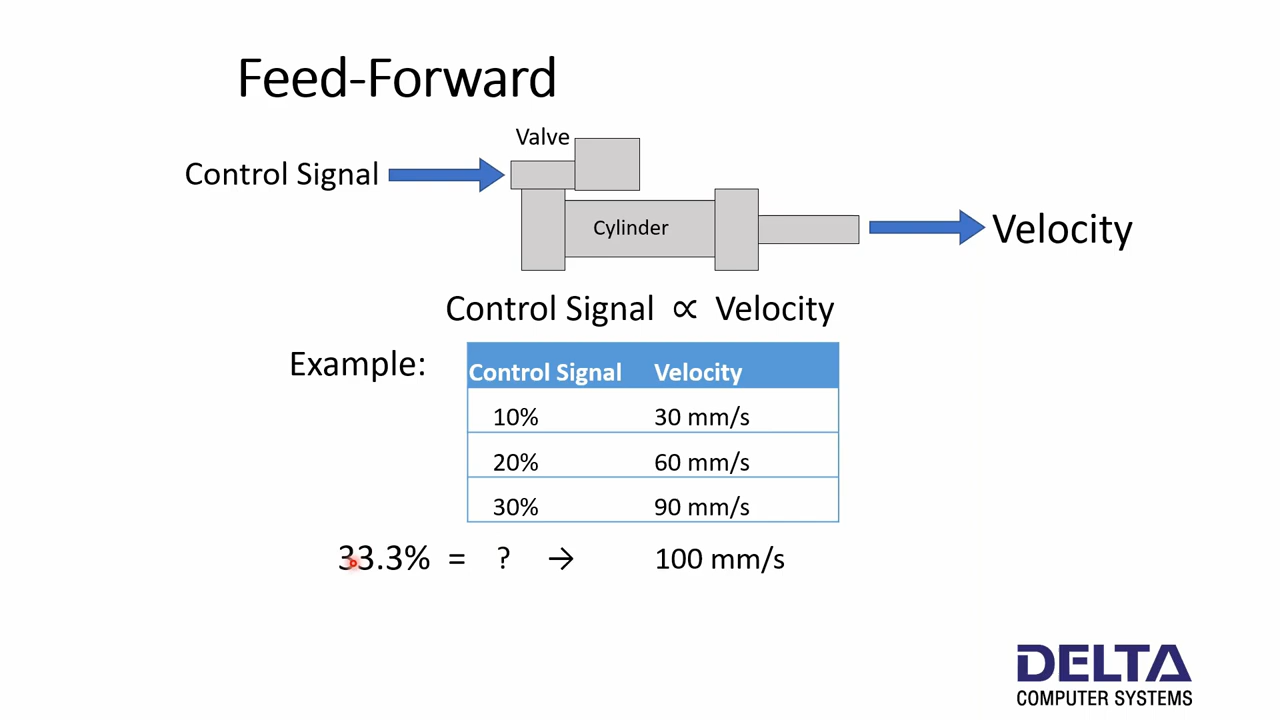 Feed-Forward
Valve
Control Signal
Cylinder
Velocity
Control Signal ∝ Velocity
Example:
Control Signal Velocity
10% 30 mm/s
20% 60 mm/s
30% 90 mm/s
33.3% = ? → 100 mm/s
DELTA
COMPUTER SYSTEMS